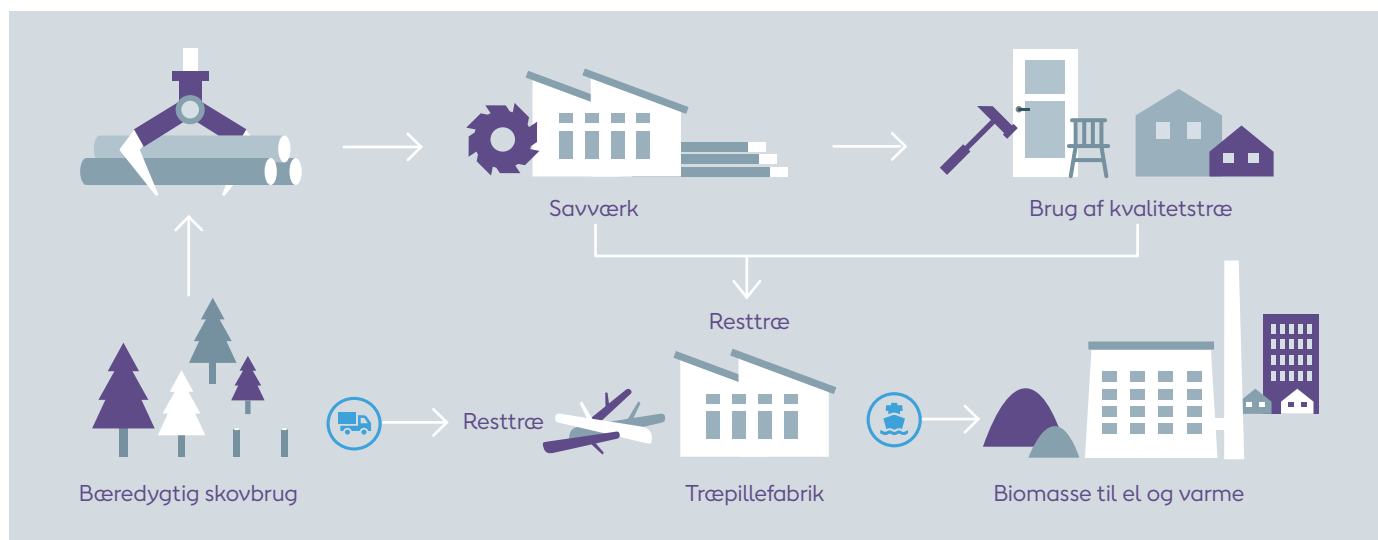 Savværk
Brug af kvalitetstræ
Resttræ
Resttræ
Bæredygtig skovbrug
Træpillefabrik
Biomasse til el og varme